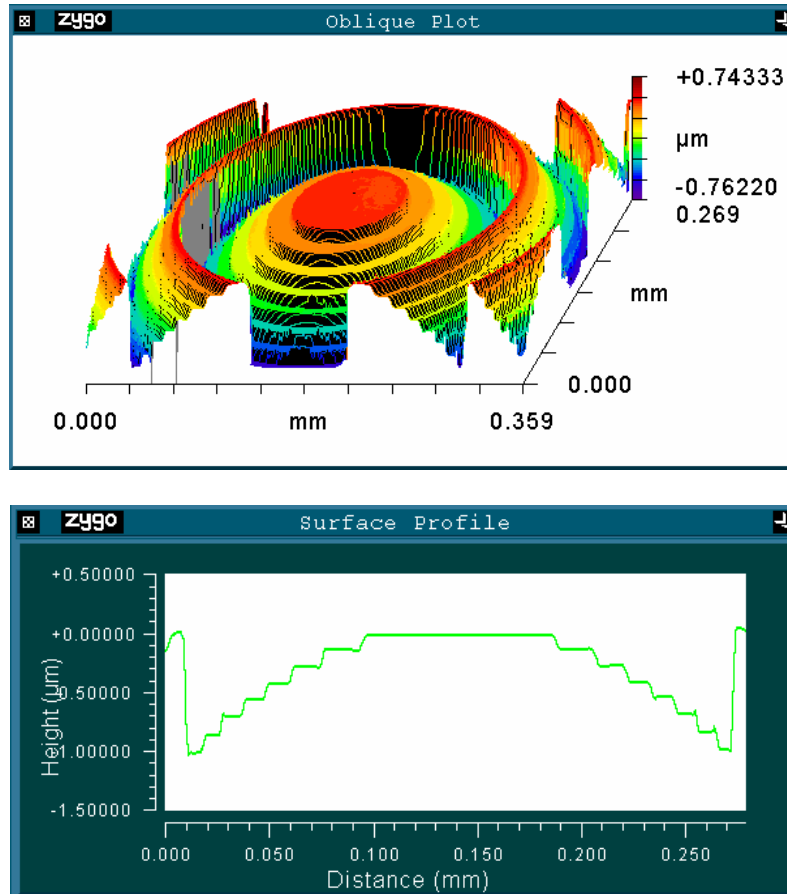 zygo Oblique Plot
+0.74333
µm
-0.76220
0.269
mm
0.000
0.000 mm 0.359
zygo Surface Profile
+0.50000
+0.00000
-0.50000
-1.00000
-1.50000
Height (µm)
0.000 0.050 0.100 0.150 0.200 0.250
Distance (mm)